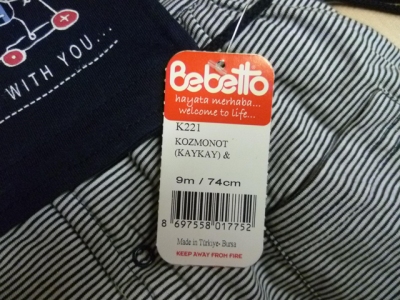 WITH YOU...
Bebetto
hayata merhaba...
welcome to life...
K221
KOZMONOT
(KAYKAY) &
9m / 74cm
8 697558 017752
Made in Türkiye- Bursa
KEEP AWAY FROM FIRE